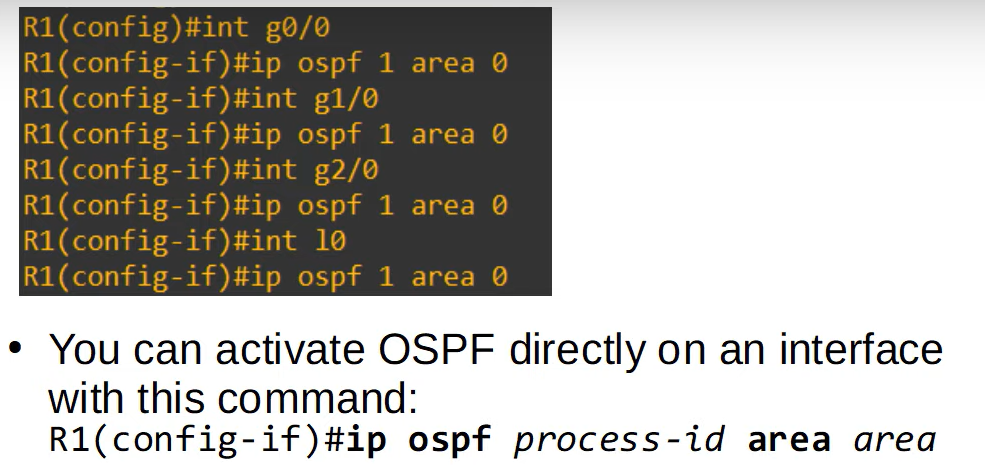 R1(config)#int g0/0
R1(config-if)#ip ospf 1 area 0
R1(config-if)#int g1/0
R1(config-if)#ip ospf 1 area 0
R1(config-if)#int g2/0
R1(config-if)#ip ospf 1 area 0
R1(config-if)#int l0
R1(config-if)#ip ospf 1 area 0
• You can activate OSPF directly on an interface
with this command:
R1(config-if)#ip ospf process-id area area